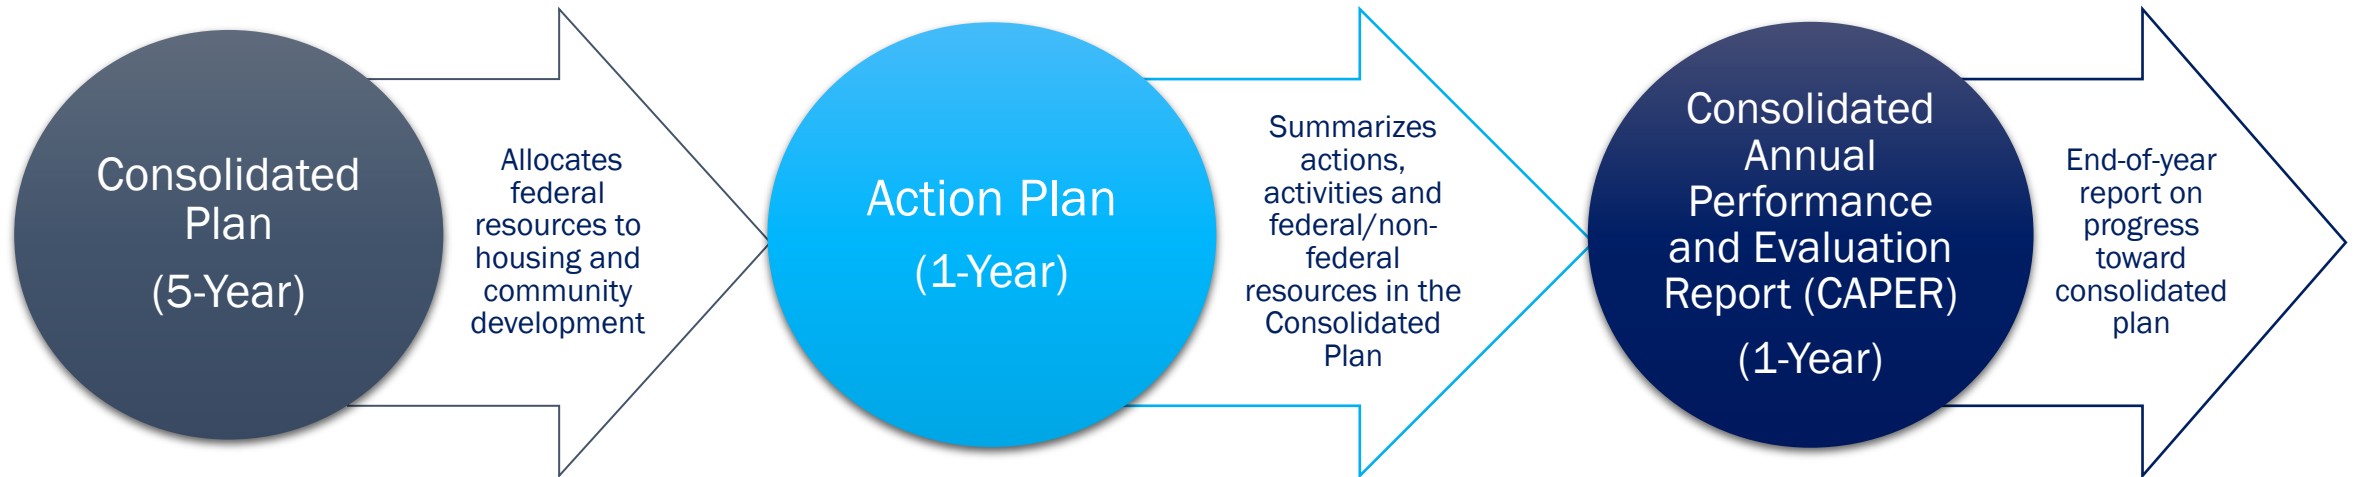 Consolidated
Plan
(5-Year)
Allocates
federal
resources to
housing and
community
development
Action Plan
(1-Year)
Summarizes
actions,
activities and
federal/non-
federal
resources in the
Consolidated
Plan
Consolidated
Annual
Performance
and Evaluation
Report (CAPER)
(1-Year)
End-of-year
report on
progress
toward
consolidated
plan